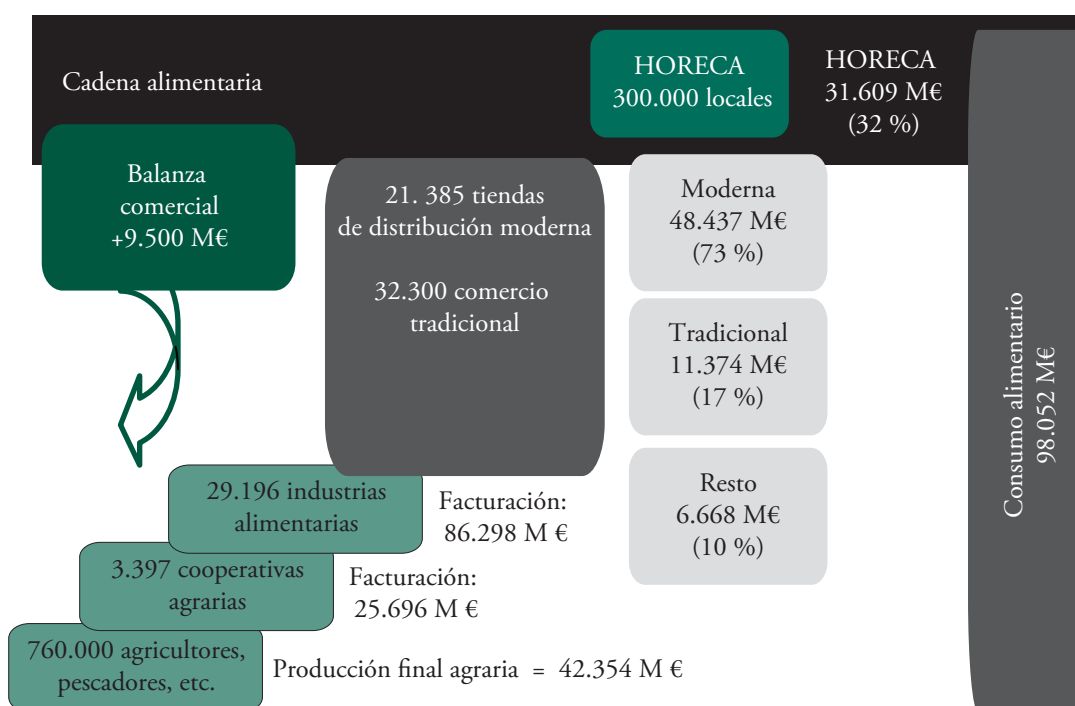 Cadena alimentaria
HORECA
300.000 locales
HORECA
31.609 M€
(32 %)
Balanza
comercial
+9.500 M€
21. 385 tiendas
de distribución moderna
32.300 comercio
tradicional
Moderna
48.437 M€
(73 %)
Tradicional
11.374 M€
(17 %)
Resto
6.668 M€
(10 %)
Consumo alimentario
98.052 M€
29.196 industrias
alimentarias
Facturación:
86.298 M €
3.397 cooperativas
agrarias
Facturación:
25.696 M €
760.000 agricultores,
pescadores, etc.
Producción final agraria = 42.354 M €